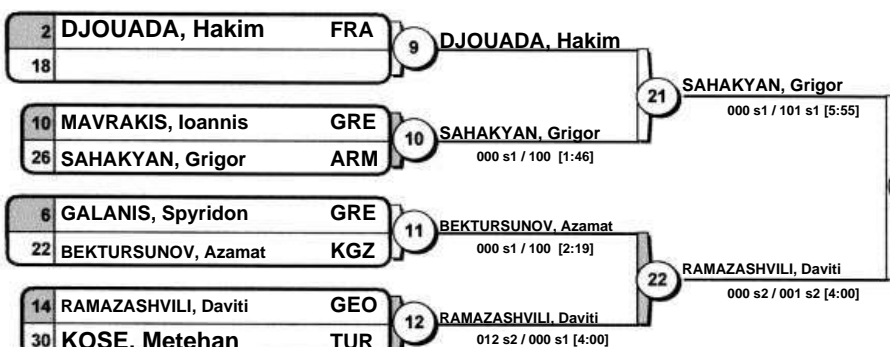 2 DJOUADA, Hakim FRA
18
9
DJOUADA, Hakim
10 MAVRAKIS, Ioannis GRE
26 SAHAKYAN, Grigor ARM
10
SAHAKYAN, Grigor
000 s1 / 100 [1:46]
21
SAHAKYAN, Grigor
000 s1 / 101 s1 [5:55]
6 GALANIS, Spyridon GRE
22 BEKTURSUNOV, Azamat KGZ
11
BEKTURSUNOV, Azamat
000 s1 / 100 [2:19]
14 RAMAZASHVILI, Daviti GEO
30 KOSE, Metehan TUR
12
RAMAZASHVILI, Daviti
012 s2 / 000 s1 [4:00]
22
RAMAZASHVILI, Daviti
000 s2 / 001 s2 [4:00]